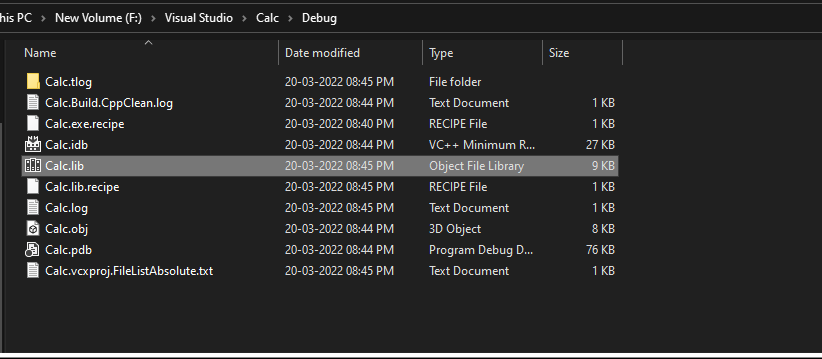 his PC > New Volume (F:) > Visual Studio > Calc > Debug
Name Date modified Type Size
Calc.tlog 20-03-2022 08:45 PM File folder
Calc.Build.CppClean.log 20-03-2022 08:44 PM Text Document 1 KB
Calc.exe.recipe 20-03-2022 08:40 PM RECIPE File 1 KB
Calc.idb 20-03-2022 08:44 PM VC++ Minimum R... 27 KB
Calc.lib 20-03-2022 08:45 PM Object File Library 9 KB
Calc.lib.recipe 20-03-2022 08:45 PM RECIPE File 1 KB
Calc.log 20-03-2022 08:45 PM Text Document 1 KB
Calc.obj 20-03-2022 08:44 PM 3D Object 8 KB
Calc.pdb 20-03-2022 08:44 PM Program Debug D... 76 KB
Calc.vcxproj.FileListAbsolute.txt 20-03-2022 08:45 PM Text Document 1 KB